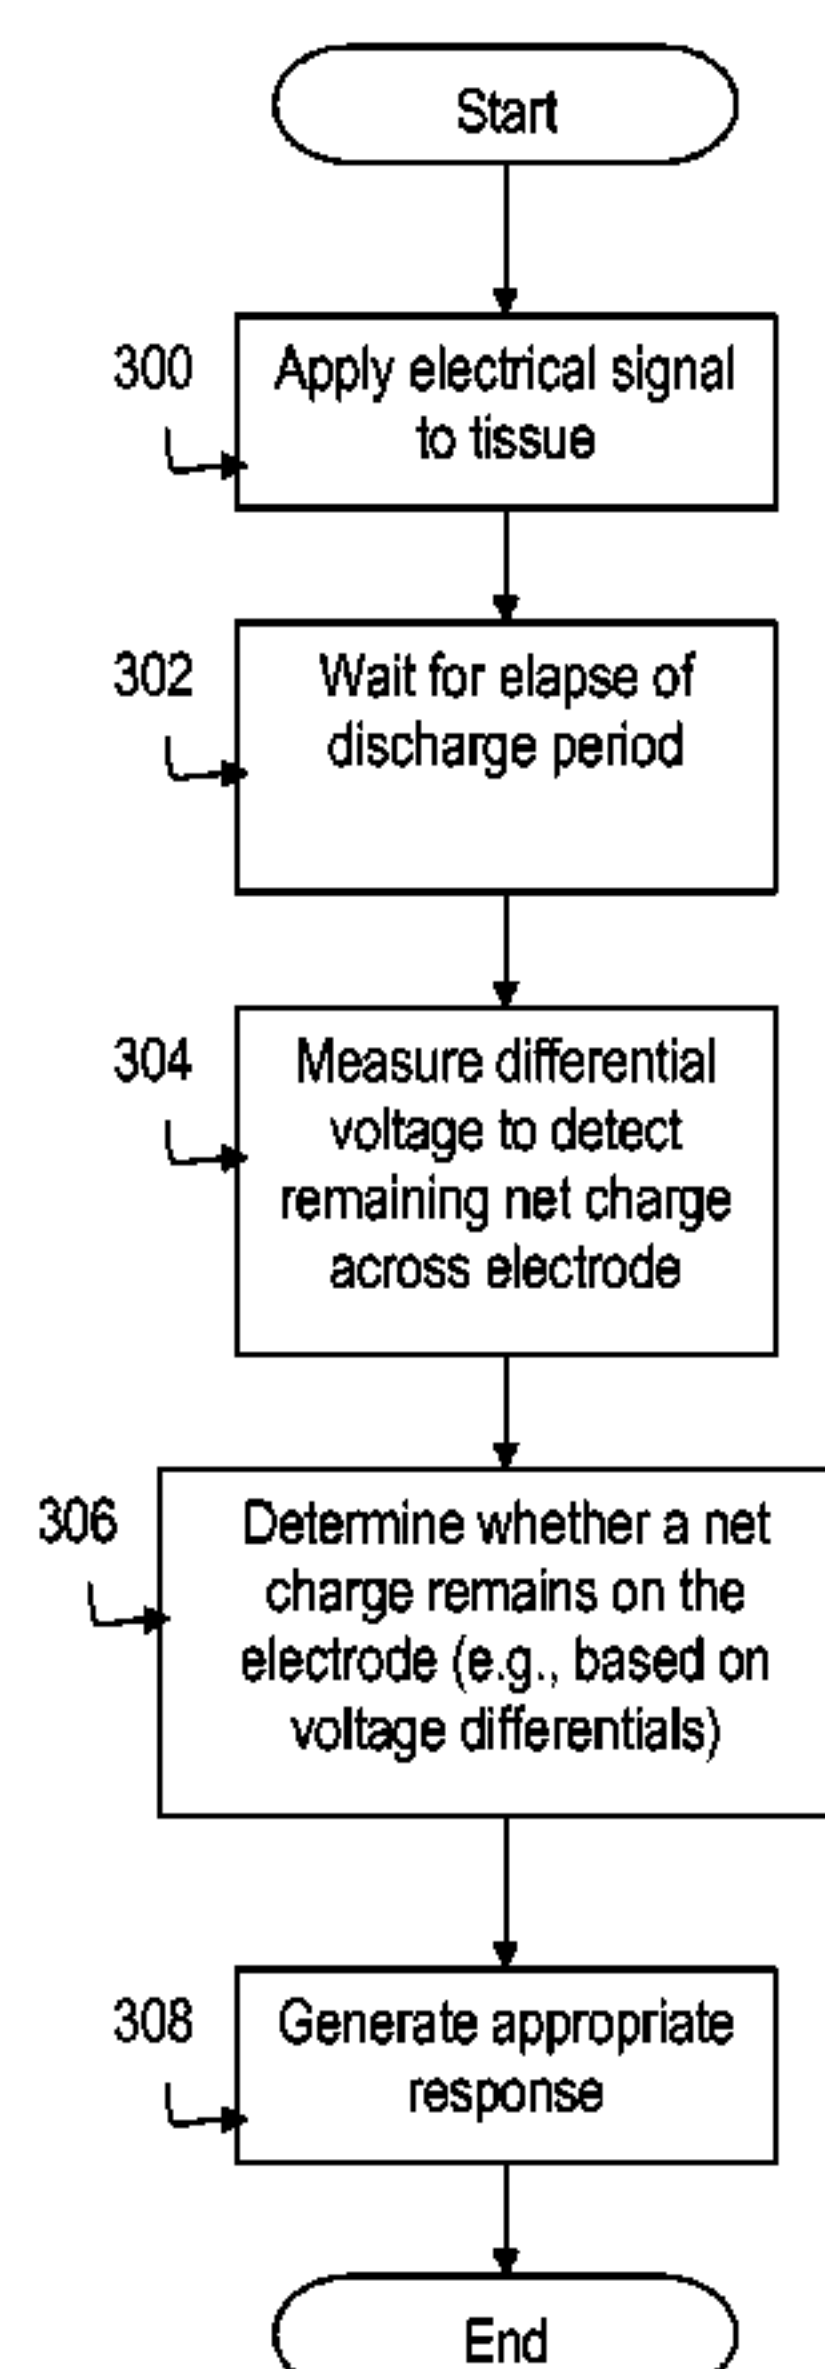 Start
300
Apply electrical signal
to tissue
302
Wait for elapse of
discharge period
304
Measure differential
voltage to detect
remaining net charge
across electrode
306
Determine whether a net
charge remains on the
electrode (e.g., based on
voltage differentials)
308
Generate appropriate
response
End